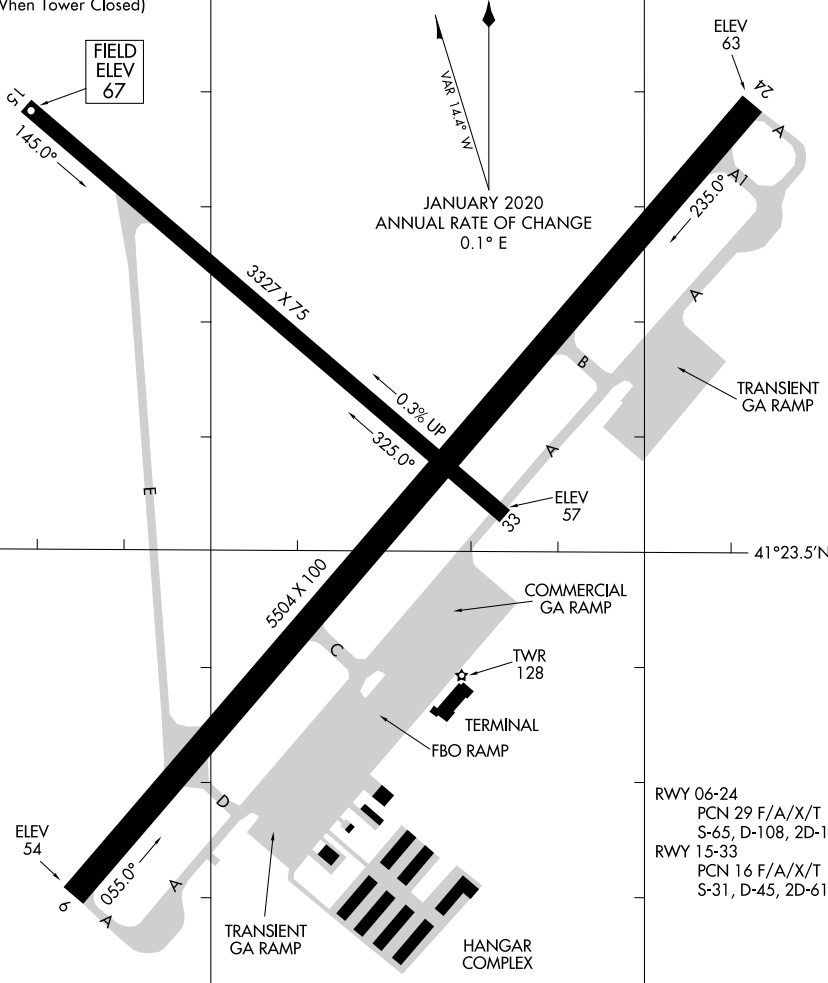 When Tower Closed)
FIELD
ELEV
67
15
145.0°
VAR 14.4° W
JANUARY 2020
ANNUAL RATE OF CHANGE
0.1° E
ELEV
63
24
A
A1
235.0°
A
3327 X 75
B
TRANSIENT
GA RAMP
0.3% UP
325.0°
A
E
ELEV
57
33
41°23.5'N
5504 X 100
COMMERCIAL
GA RAMP
C
TWR
128
TERMINAL
FBO RAMP
D
ELEV
54
055.0°
6
A
A
TRANSIENT
GA RAMP
HANGAR
COMPLEX
RWY 06-24
PCN 29 F/A/X/T
S-65, D-108, 2D-1
RWY 15-33
PCN 16 F/A/X/T
S-31, D-45, 2D-61